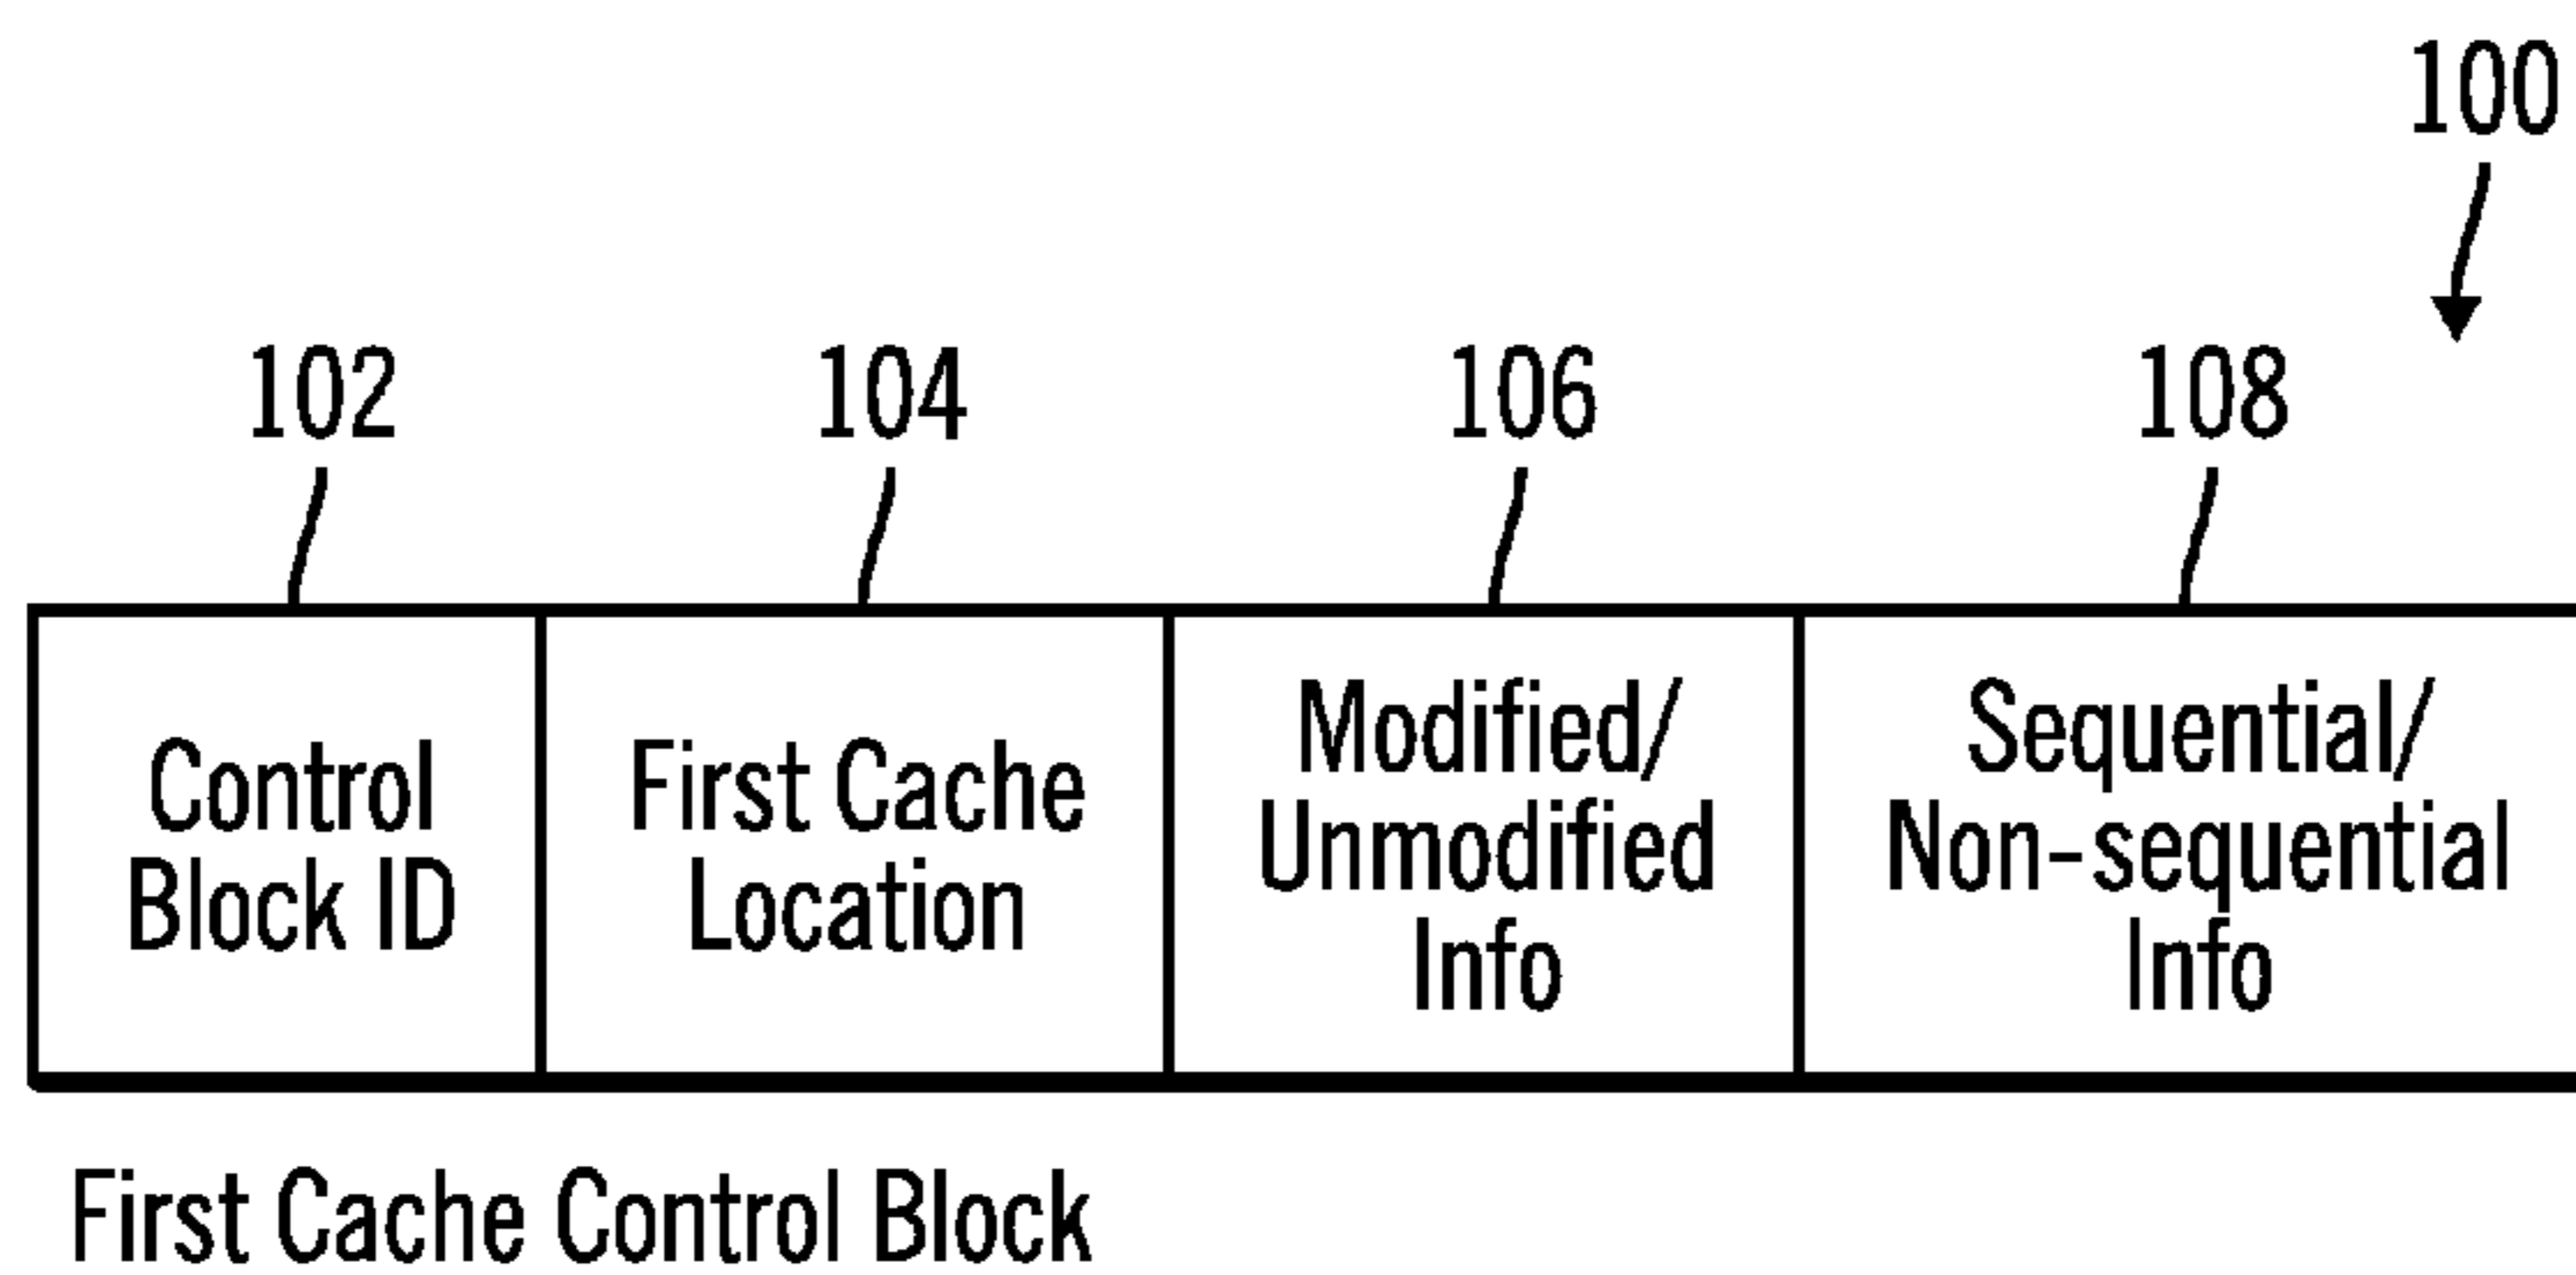 100
102 104 106 108
Control
Block ID
First Cache
Location
Modified/
Unmodified
Info
Sequential/
Non-sequential
Info
First Cache Control Block